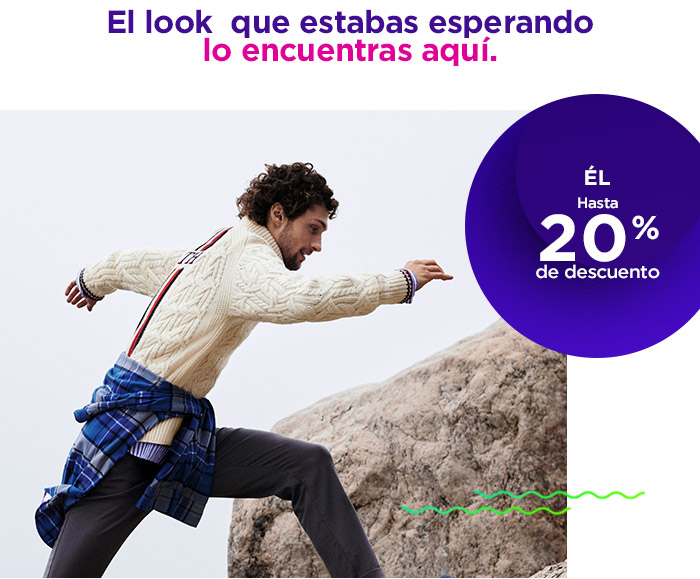 El look que estabas esperando
lo encuentras aquí.
ÉL
Hasta
20%
de descuento